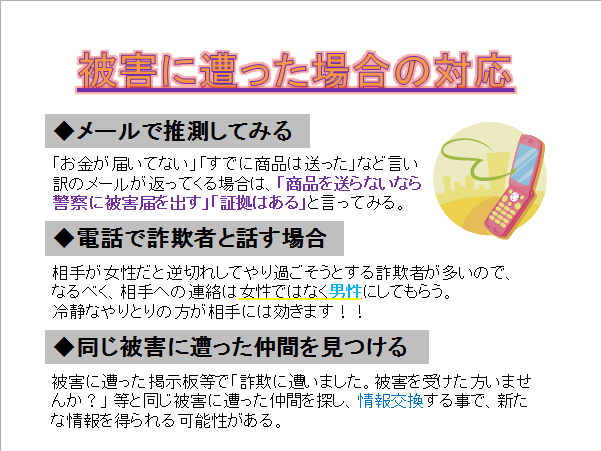 被害に遭った場合の対応
◆メールで推測してみる
「お金が届いてない」「すでに商品は送った」など言い
訳のメールが返ってくる場合は、「商品を送らないなら
警察に被害届を出す」「証拠はある」と言ってみる。
◆電話で詐欺者と話す場合
相手が女性だと逆切れしてやり過ごそうとする詐欺者が多いので、
なるべく、相手への連絡は女性ではなく男性にしてもらう。
冷静なやりとりの方が相手には効きます！！
◆同じ被害に遭った仲間を見つける
被害に遭った掲示板等で「詐欺に遭いました。被害を受けた方いませ
んか？」等と同じ被害に遭った仲間を探し、情報交換する事で、新た
な情報を得られる可能性がある。